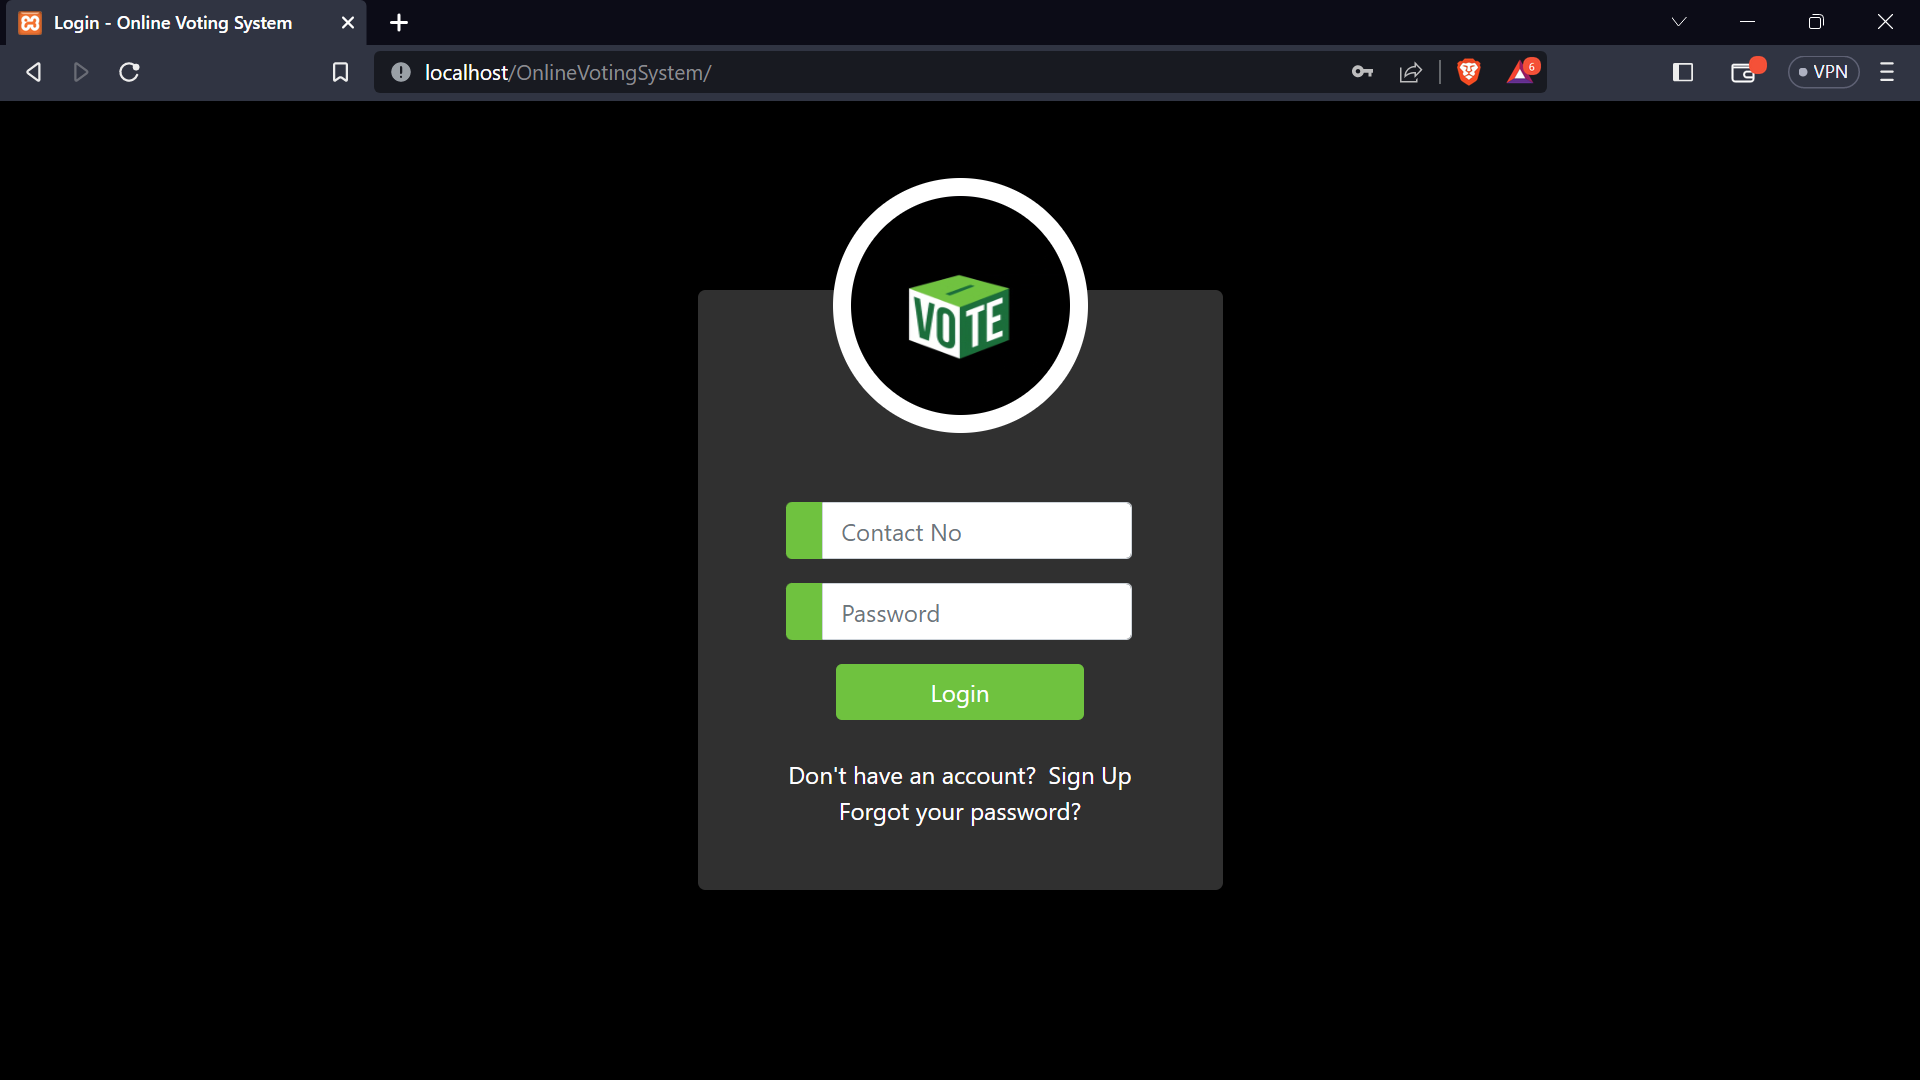 Login - Online Voting System
localhost/OnlineVotingSystem/
6
VPN
VOTE
Contact No
Password
Login
Don't have an account? Sign Up
Forgot your password?